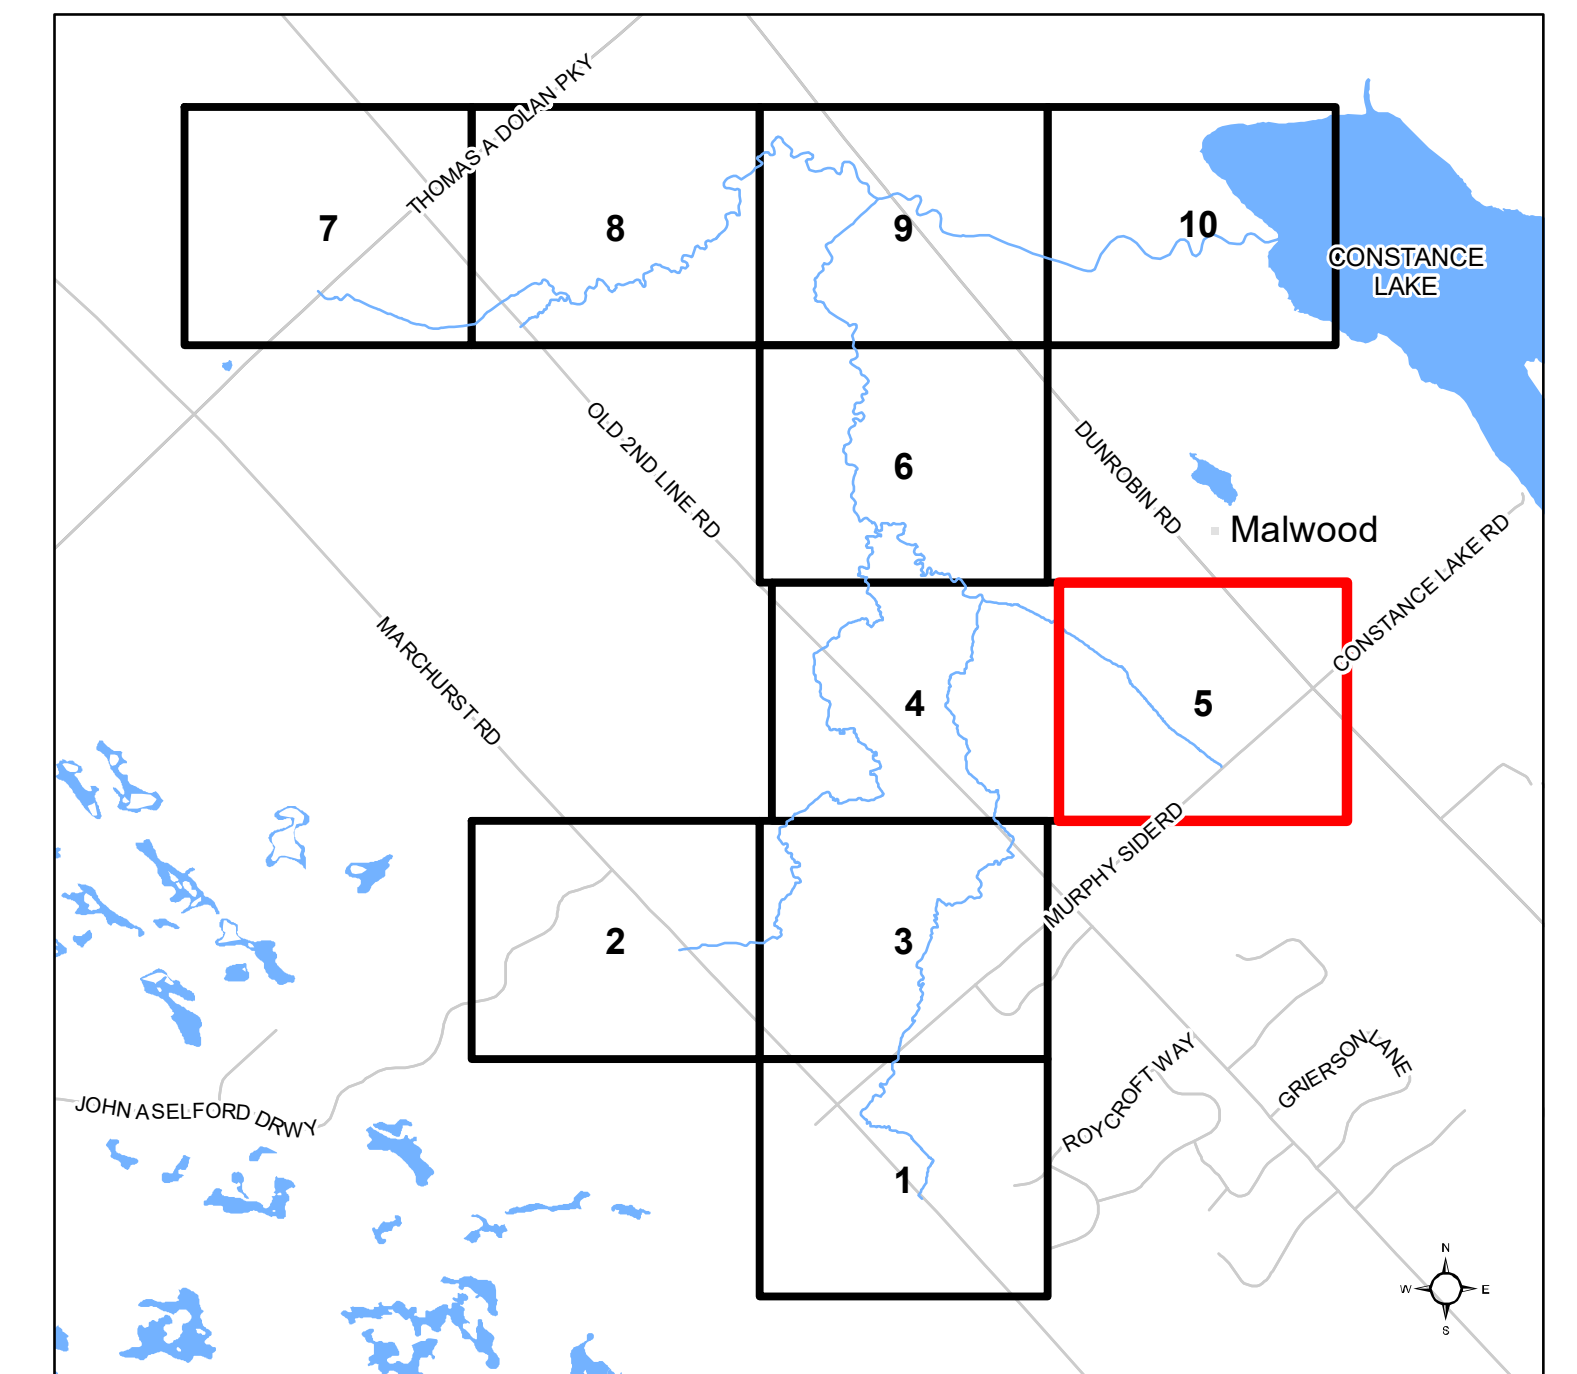 THOMAS A DOLAN PKY
7
8
9
10
CONSTANCE
LAKE
OLD 2ND LINE RD
DUNROBIN RD
6
Malwood
CONSTANCE LAKE RD
MARCHURST RD
4
5
MURPHY SIDERD
2
3
JOHN ASELFORD DRWY
ROYCROFT WAY
GRIERSON LANE
1
N
W
E
S